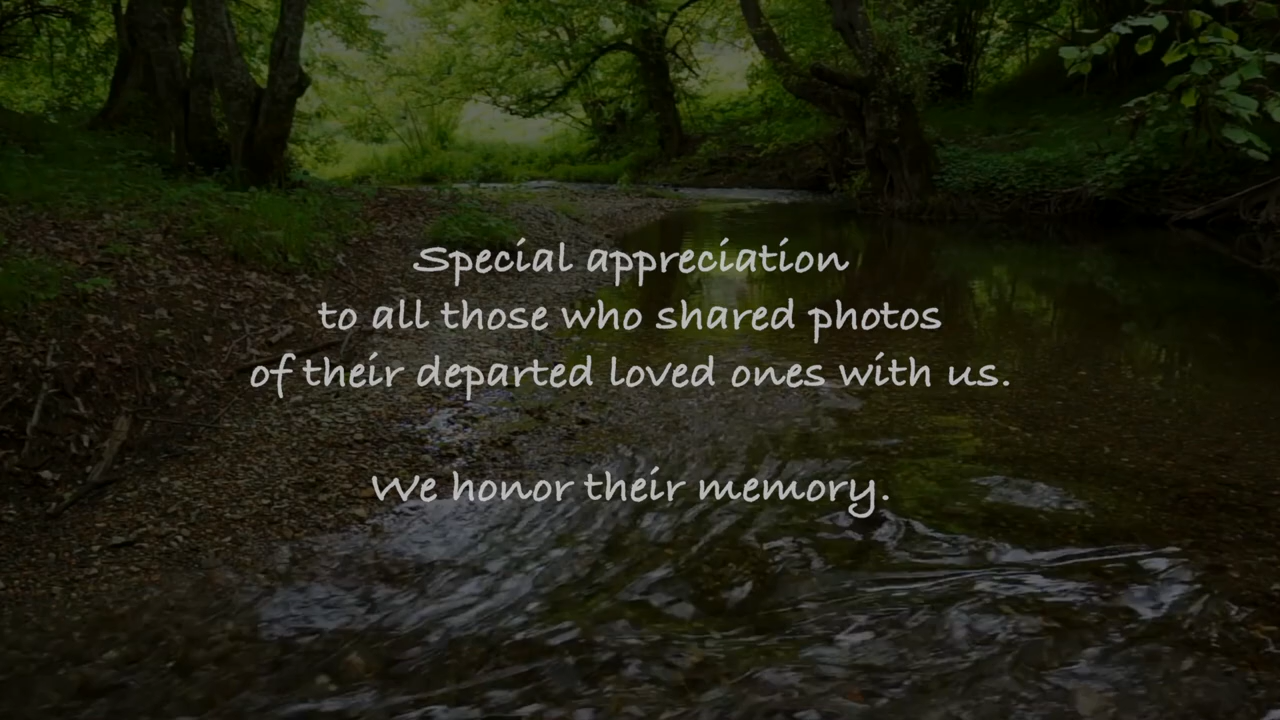 Special appreciation
to all those who shared photos
of their departed loved ones with us.
We honor their memory.